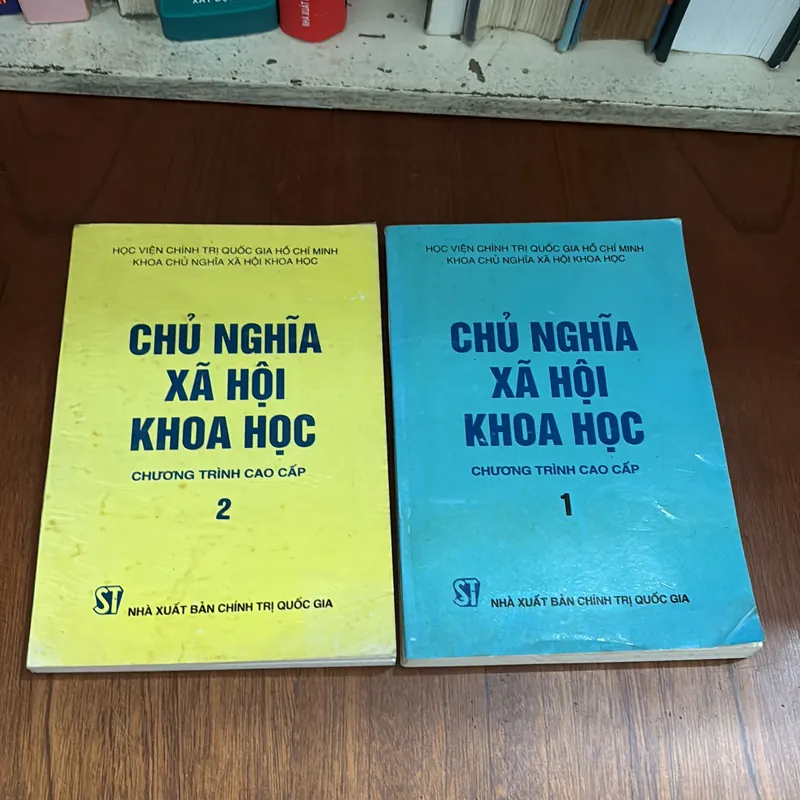 NHÀ XUẤT
HỌC VIỆN CHÍNH TRỊ QUỐC GIA HỒ CHÍ MINH
KHOA CHỦ NGHĨA XÃ HỘI KHOA HỌC
CHỦ NGHĨA
XÃ HỘI
KHOA HỌC
CHƯƠNG TRÌNH CAO CẤP
2
ST
NHÀ XUẤT BẢN CHÍNH TRỊ QUỐC GIA
HỌC VIỆN CHÍNH TRỊ QUỐC GIA HỒ CHÍ MINH
KHOA CHỦ NGHĨA XÃ HỘI KHOA HỌC
CHỦ NGHĨA
XÃ HỘI
KHOA HỌC
CHƯƠNG TRÌNH CAO CẤP
1
ST
NHÀ XUẤT BẢN CHÍNH TRỊ QUỐC GIA